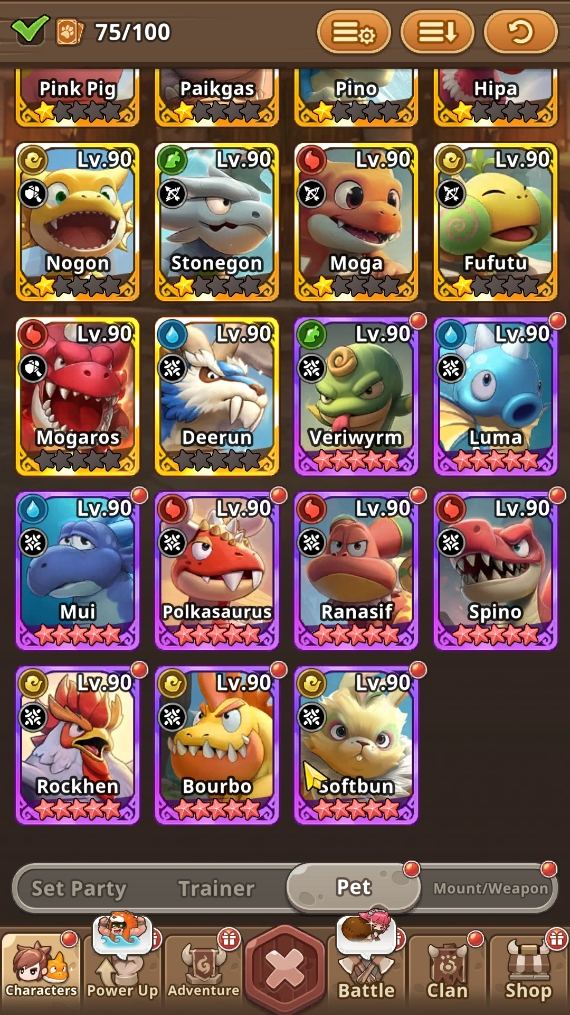 75/100
Pink Pig
Paikgas
Pino
Hipa
Lv.90
Lv.90
Lv.90
Lv.90
Nogon
Stonegon
Moga
Fufutu
Lv.90
Lv.90
Lv.90
Lv.90
Mogaros
Deerun
Veriwyrm
Luma
Lv.90
Lv.90
Lv.90
Lv.90
Mui
Polkasaurus
Ranasif
Spino
Lv.90
Lv.90
Lv.90
Rockhen
Bourbo
Softbun
Set Party
Trainer
Pet
Mount/Weapon
Characters
Power Up
Adventure
Battle
Clan
Shop